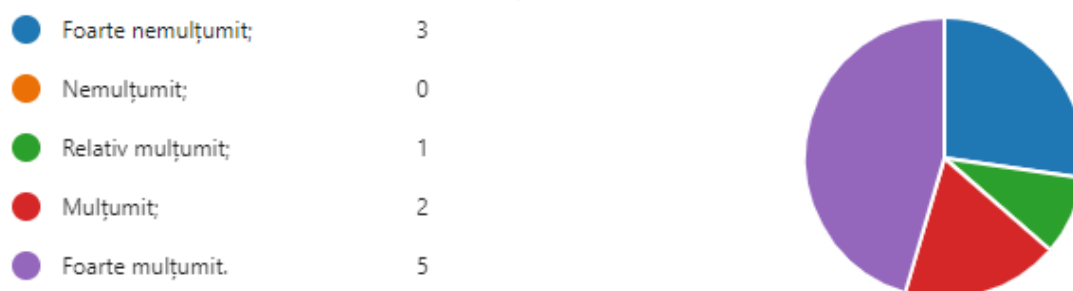 Foarte nemulțumit; 3
Nemulțumit; 0
Relativ mulțumit; 1
Mulțumit; 2
Foarte mulțumit. 5